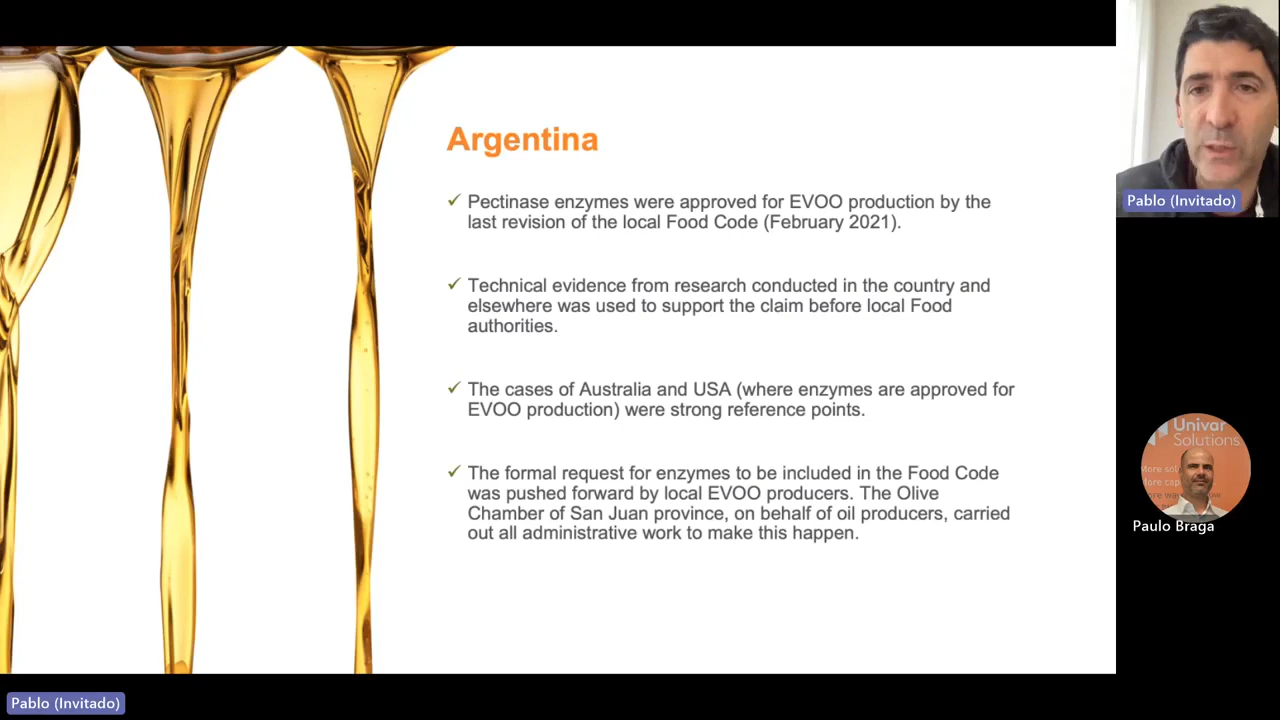 Argentina
✓ Pectinase enzymes were approved for EVOO production by the
last revision of the local Food Code (February 2021).
✓ Technical evidence from research conducted in the country and
elsewhere was used to support the claim before local Food
authorities.
✓ The cases of Australia and USA (where enzymes are approved for
EVOO production) were strong reference points.
✓ The formal request for enzymes to be included in the Food Code
was pushed forward by local EVOO producers. The Olive
Chamber of San Juan province, on behalf of oil producers, carried
out all administrative work to make this happen.
Pablo (Invitado)
Univar
Solutions
More
More
Paulo Braga
Pablo (Invitado)